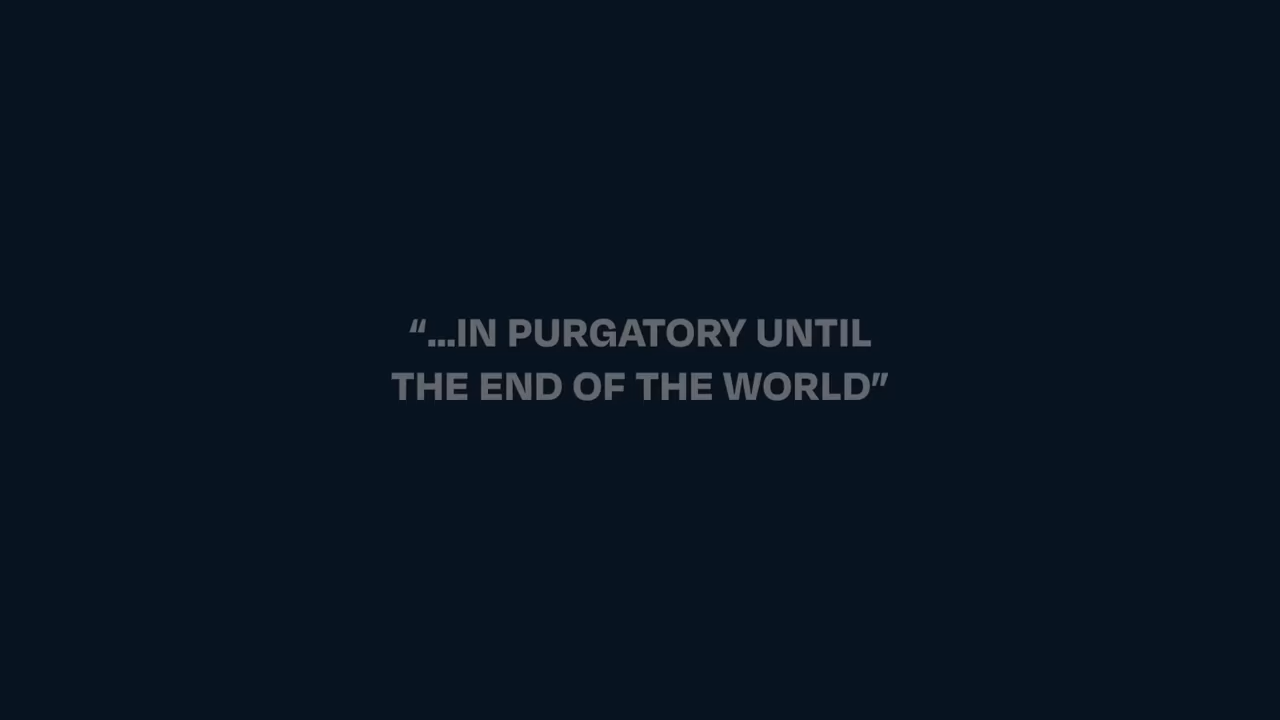 “...IN PURGATORY UNTIL
THE END OF THE WORLD”